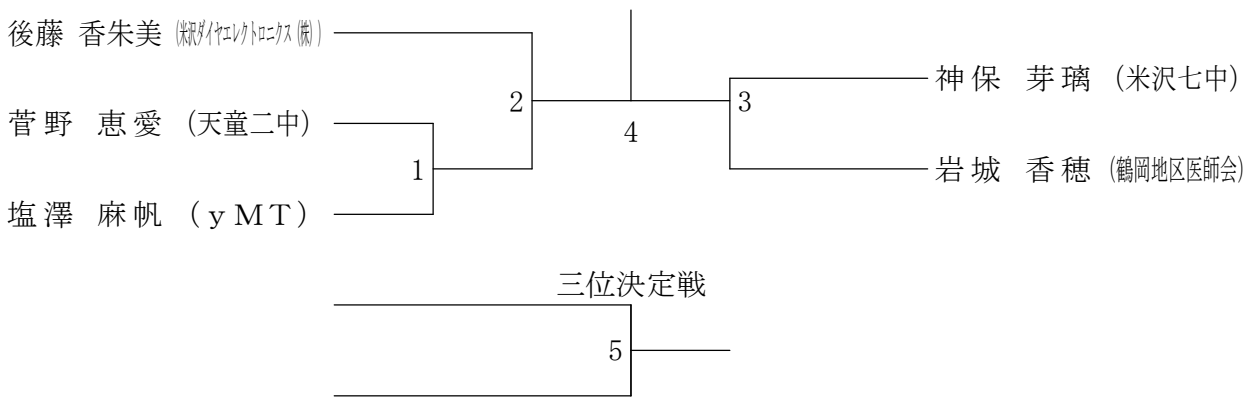 後藤 香朱美 (米沢ダイヤエレクトロニクス(株))
菅野 恵愛 (天童二中)
塩澤 麻帆 (yMT)
1
2
4
3
神保 芽璃 (米沢七中)
岩城 香穂 (鶴岡地区医師会)
三位決定戦
5